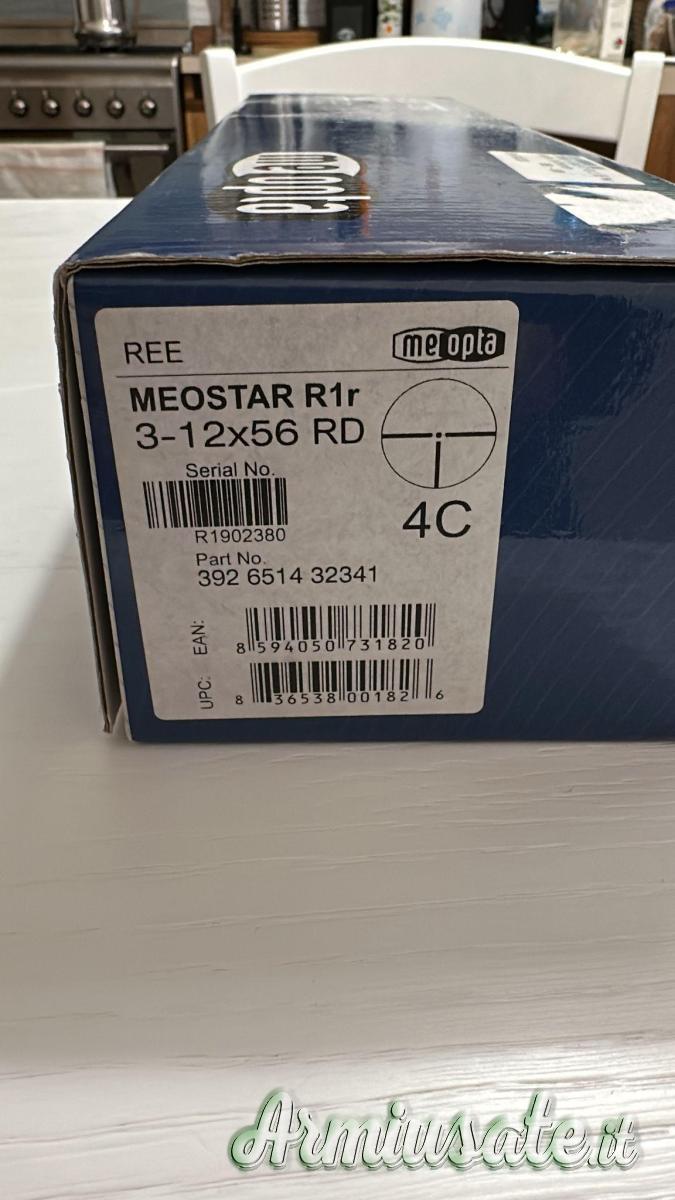 meopta
REE
meopta
MEOSTAR R1r
3-12x56 RD
4C
Serial No.
R1902380
Part No.
392 6514 32341
EAN:
8 594050 731820
UPC:
8 36538 00182 6
Armiusate.it